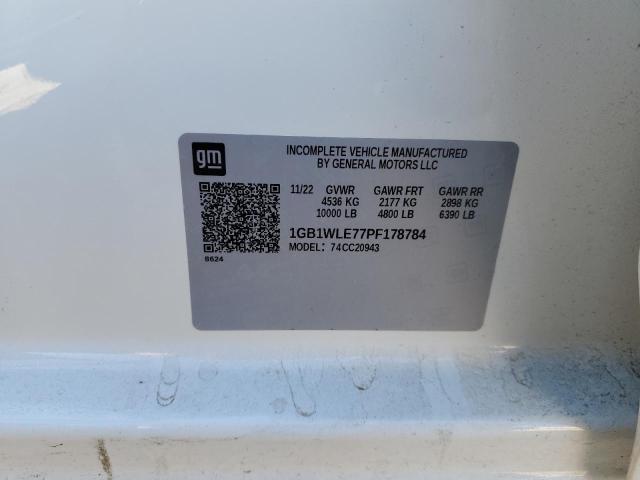 gm
INCOMPLETE VEHICLE MANUFACTURED
BY GENERAL MOTORS LLC
11/22 GVWR GAWR FRT GAWR RR
4536 KG 2177 KG 2898 KG
10000 LB 4800 LB 6390 LB
1GB1WLE77PF178784
MODEL: 74CC20943
B624